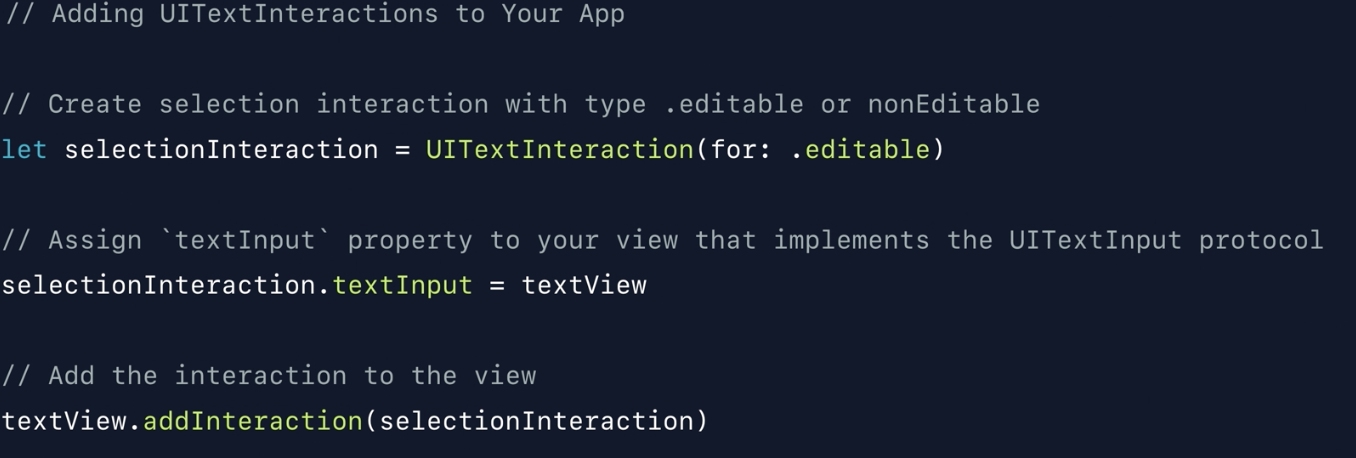 // Adding UITextInteractions to Your App
// Create selection interaction with type .editable or nonEditable
let selectionInteraction = UITextInteraction(for: .editable)
// Assign `textInput` property to your view that implements the UITextInput protocol
selectionInteraction.textInput = textView
// Add the interaction to the view
textView.addInteraction(selectionInteraction)